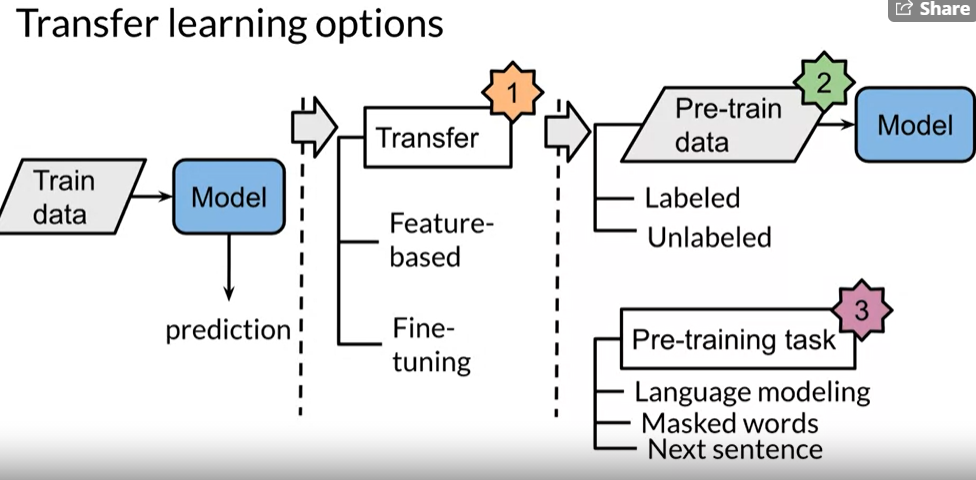 Transfer learning options
Share
Train
data
Model
prediction
1
Transfer
Feature-
based
Fine-
tuning
2
Pre-train
data
Model
Labeled
Unlabeled
3
Pre-training task
Language modeling
Masked words
Next sentence